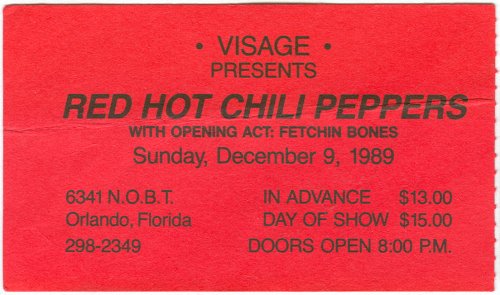 • VISAGE •
PRESENTS
RED HOT CHILI PEPPERS
WITH OPENING ACT: FETCHIN BONES
Sunday, December 9, 1989
6341 N.O.B.T. IN ADVANCE $13.00
Orlando, Florida DAY OF SHOW $15.00
298-2349 DOORS OPEN 8:00 P.M.